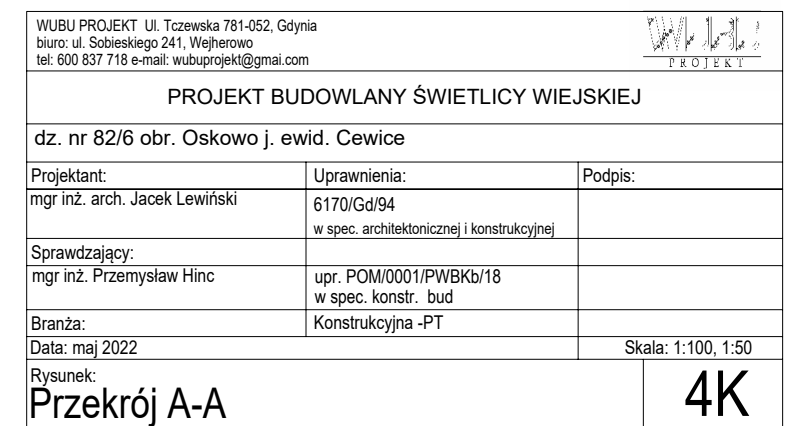 WUBU PROJEKT Ul. Tczewska 781-052, Gdynia
biuro: ul. Sobieskiego 241, Wejherowo
tel: 600 837 718 e-mail: wubuprojekt@gmai.com
WUBU
PROJEKT
PROJEKT BUDOWLANY ŚWIETLICY WIEJSKIEJ
dz. nr 82/6 obr. Oskowo j. ewid. Cewice
Projektant: Uprawnienia: Podpis:
mgr inż. arch. Jacek Lewiński 6170/Gd/94
w spec. architektonicznej i konstrukcyjnej
Sprawdzający:
mgr inż. Przemysław Hinc upr. POM/0001/PWBKb/18
w spec. konstr. bud
Branża: Konstrukcyjna -PT
Data: maj 2022 Skala: 1:100, 1:50
Rysunek:
Przekrój A-A 4K